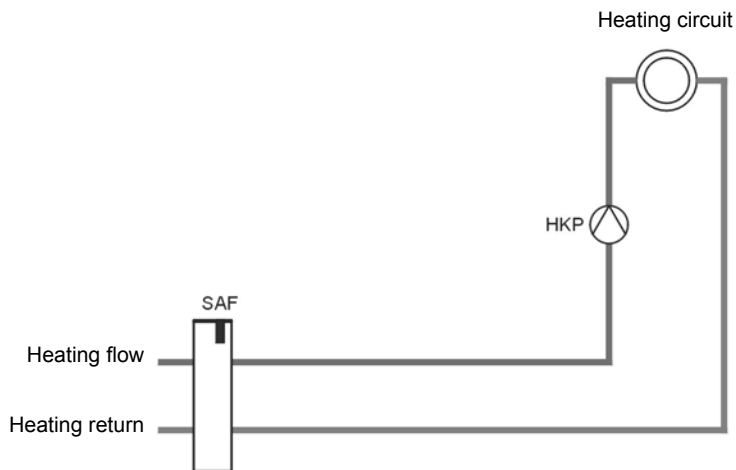 Heating circuit
HKP
SAF
Heating flow
Heating return